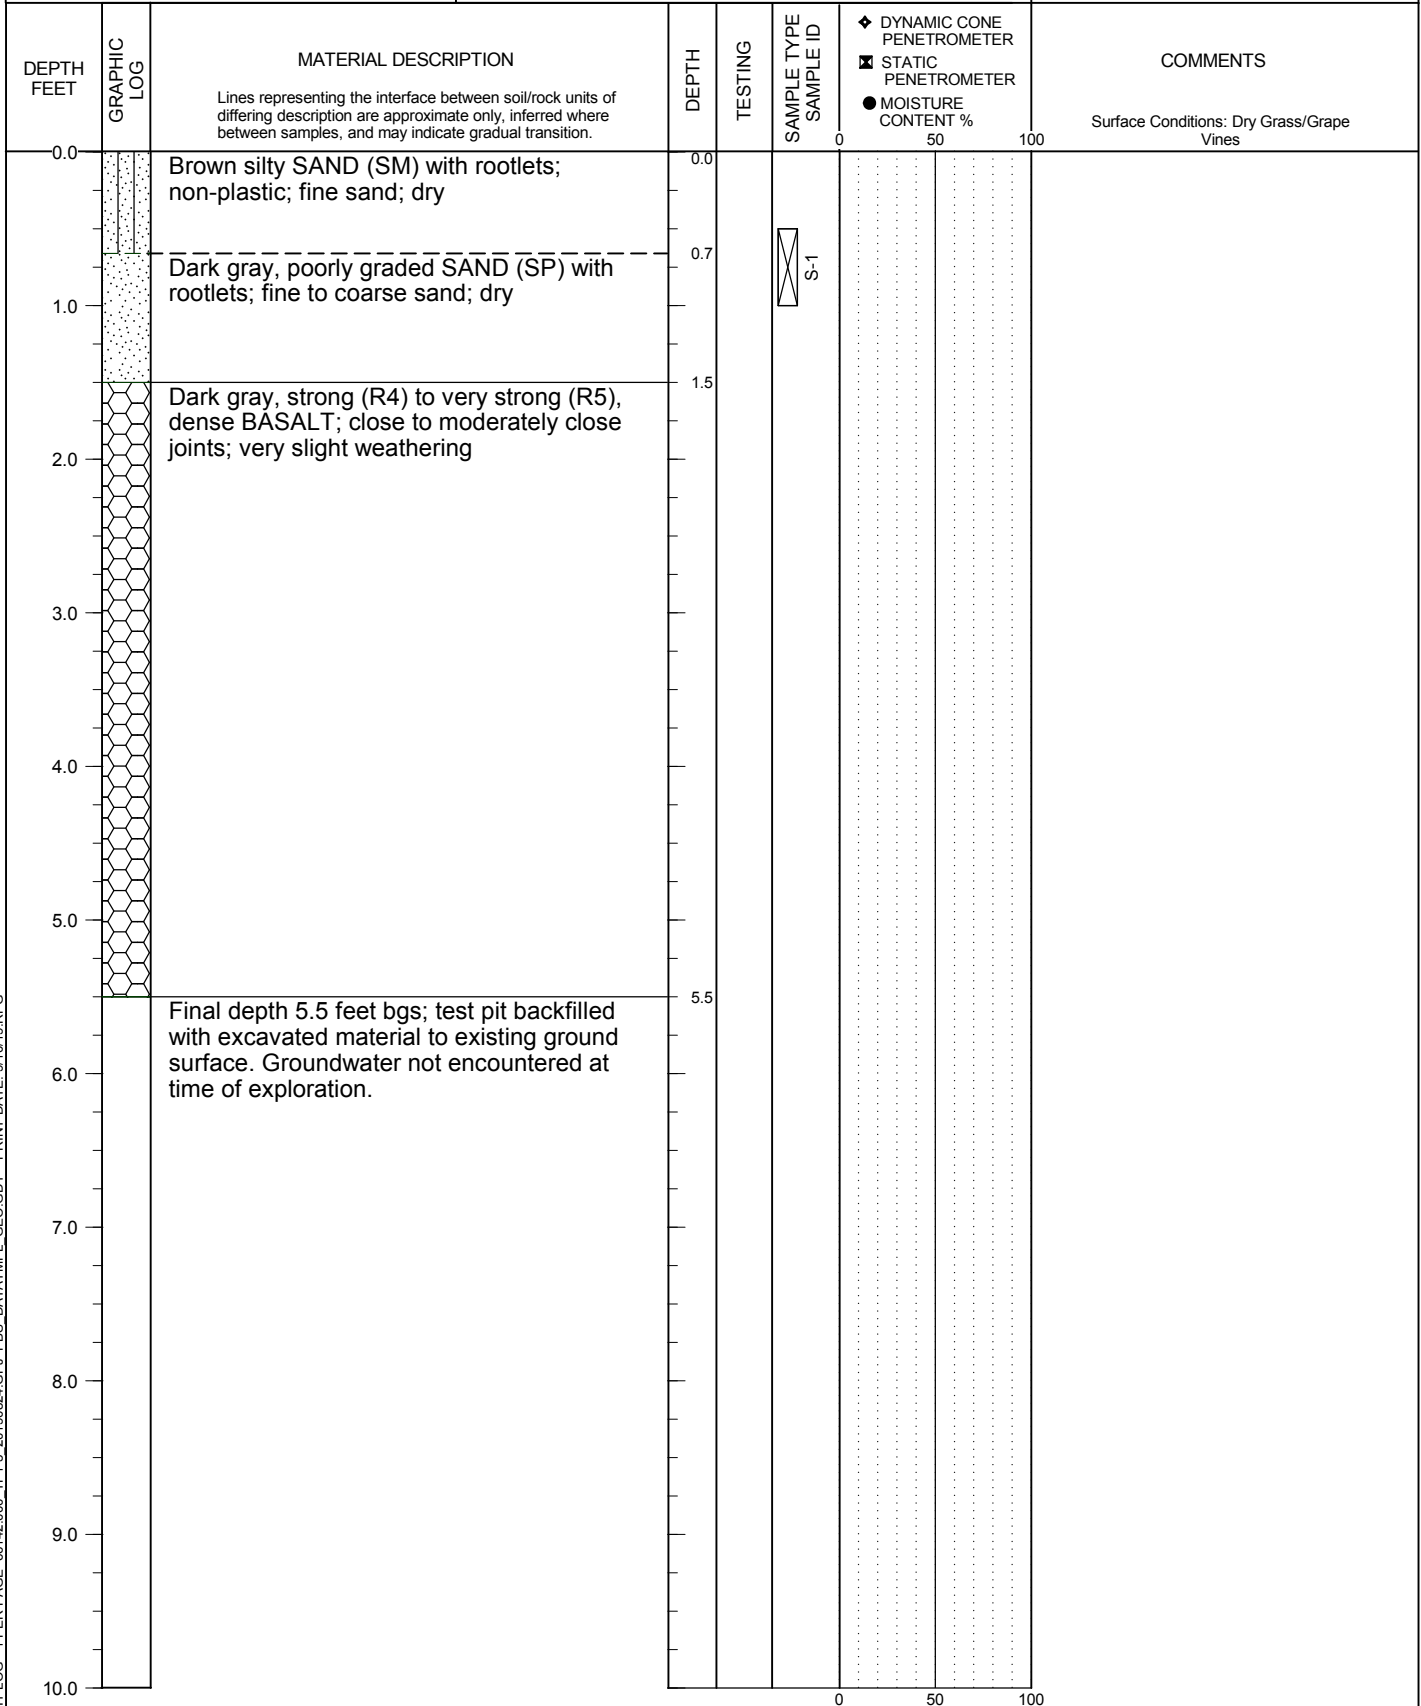 DEPTH
FEET
GRAPHIC
LOG
MATERIAL DESCRIPTION
Lines representing the interface between soil/rock units of
differing description are approximate only, inferred where
between samples, and may indicate gradual transition.
DEPTH
TESTING
SAMPLE TYPE
SAMPLE ID
DYNAMIC CONE
PENETROMETER
STATIC
PENETROMETER
MOISTURE
CONTENT %
0 50 100
COMMENTS
Surface Conditions: Dry Grass/Grape
Vines
0.0
Brown silty SAND (SM) with rootlets;
non-plastic; fine sand; dry
0.0
0.7
Dark gray, poorly graded SAND (SP) with
rootlets; fine to coarse sand; dry
S-1
1.0
1.5
Dark gray, strong (R4) to very strong (R5),
dense BASALT; close to moderately close
joints; very slight weathering
2.0
3.0
4.0
5.0
5.5
Final depth 5.5 feet bgs; test pit backfilled
with excavated material to existing ground
surface. Groundwater not encountered at
time of exploration.
6.0
7.0
8.0
9.0
10.0
0 50 100